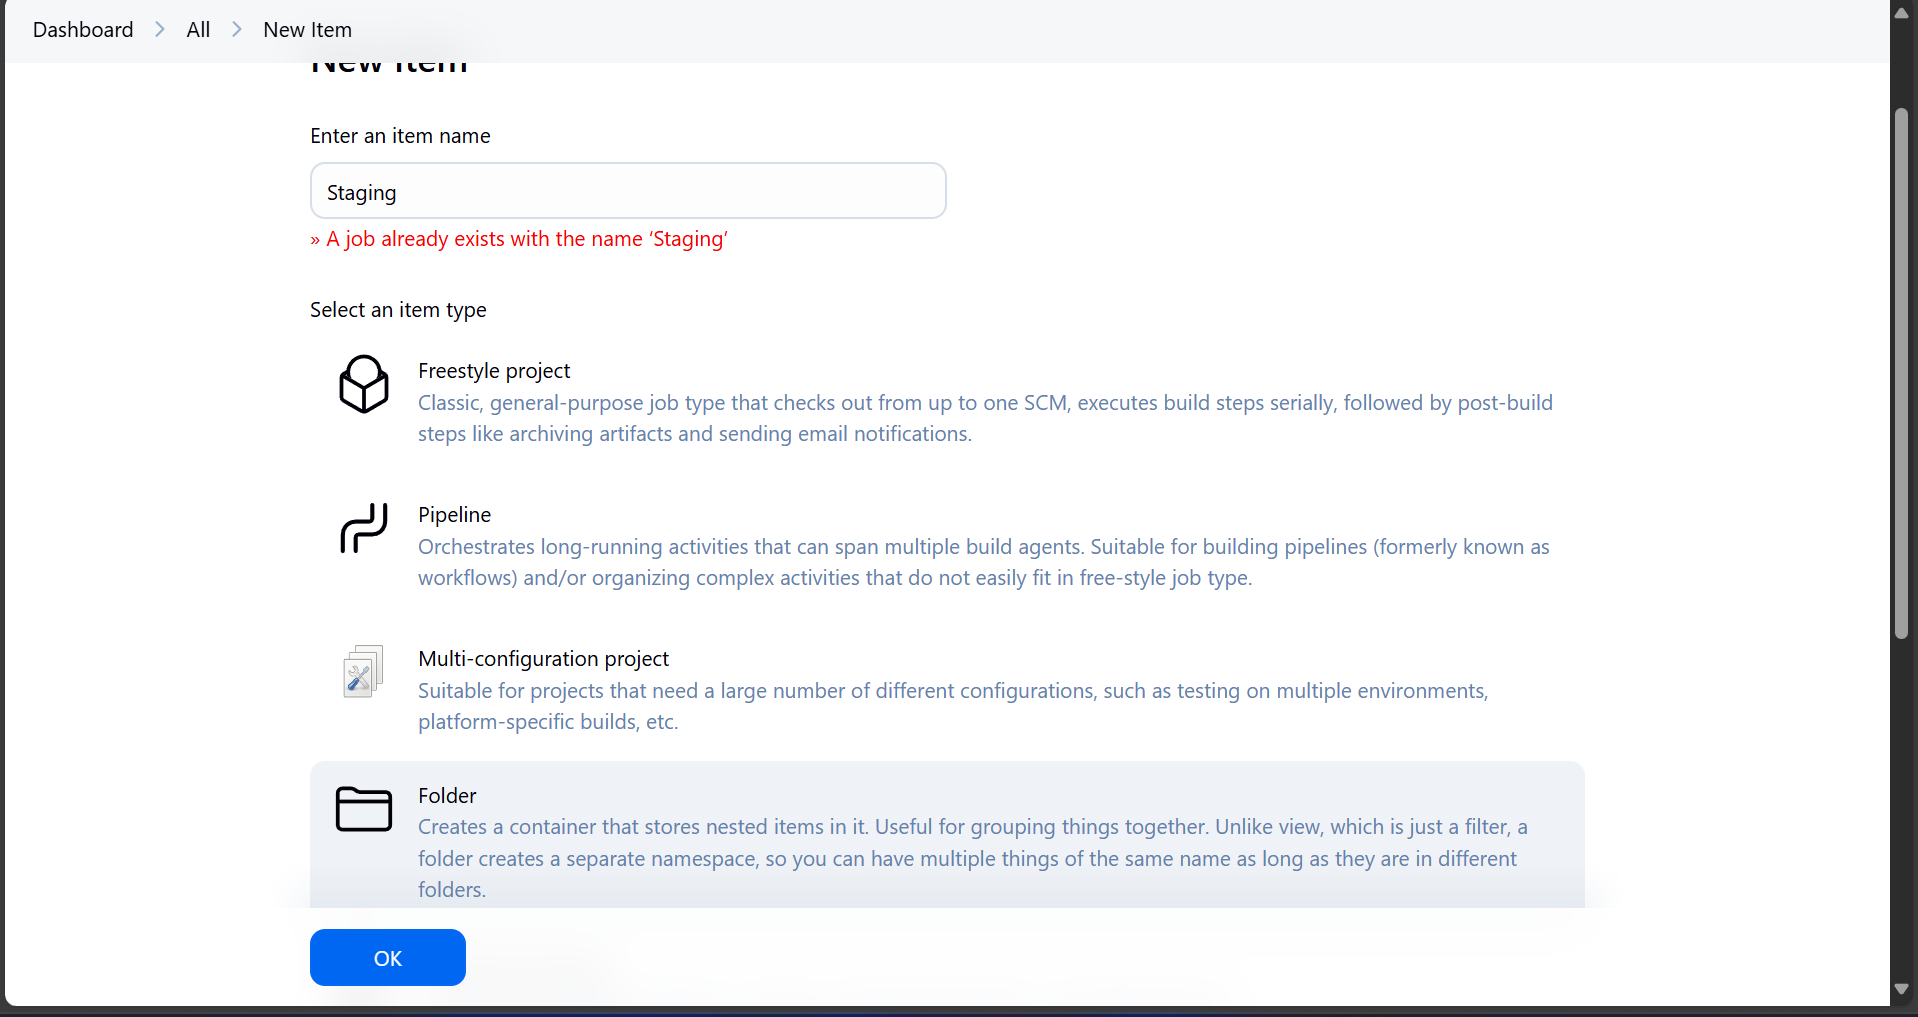 Dashboard > All > New Item
New Item
Enter an item name
Staging
» A job already exists with the name ‘Staging’
Select an item type
Freestyle project
Classic, general-purpose job type that checks out from up to one SCM, executes build steps serially, followed by post-build
steps like archiving artifacts and sending email notifications.
Pipeline
Orchestrates long-running activities that can span multiple build agents. Suitable for building pipelines (formerly known as
workflows) and/or organizing complex activities that do not easily fit in free-style job type.
Multi-configuration project
Suitable for projects that need a large number of different configurations, such as testing on multiple environments,
platform-specific builds, etc.
Folder
Creates a container that stores nested items in it. Useful for grouping things together. Unlike view, which is just a filter, a
folder creates a separate namespace, so you can have multiple things of the same name as long as they are in different
folders.
OK